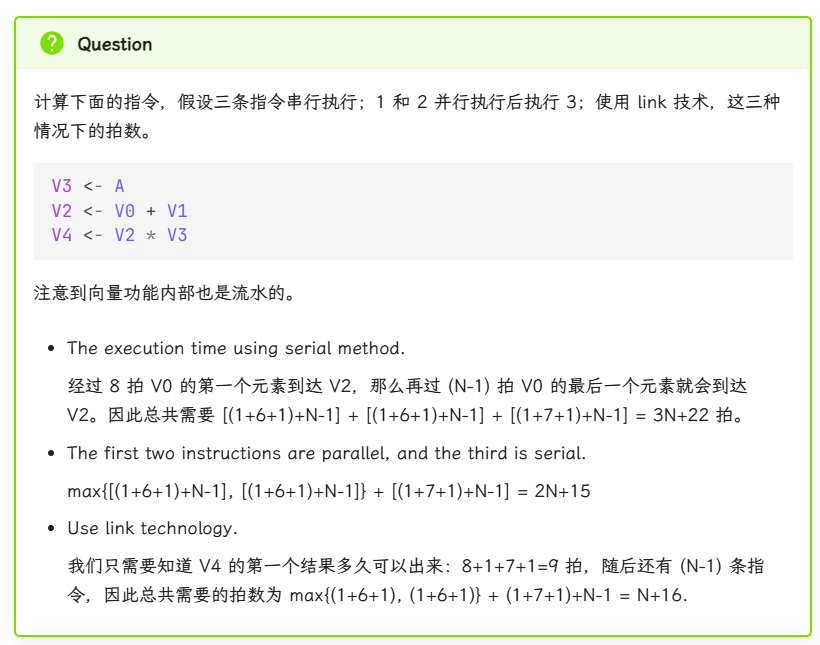 Question
计算下面的指令，假设三条指令串行执行；1 和 2 并行执行后执行 3；使用 link 技术，这三种
情况下的拍数。
V3 <- A
V2 <- V0 + V1
V4 <- V2 * V3
注意到向量功能内部也是流水的。
• The execution time using serial method.
经过 8 拍 V0 的第一个元素到达 V2，那么再过 (N-1) 拍 V0 的最后一个元素就会到达
V2。因此总共需要 [(1+6+1)+N-1] + [(1+6+1)+N-1] + [(1+7+1)+N-1] = 3N+22 拍。
• The first two instructions are parallel, and the third is serial.
max{[(1+6+1)+N-1], [(1+6+1)+N-1]} + [(1+7+1)+N-1] = 2N+15
• Use link technology.
我们只需要知道 V4 的第一个结果多久可以出来：8+1+7+1=9 拍，随后还有 (N-1) 条指
令，因此总共需要的拍数为 max{(1+6+1), (1+6+1)} + (1+7+1)+N-1 = N+16.